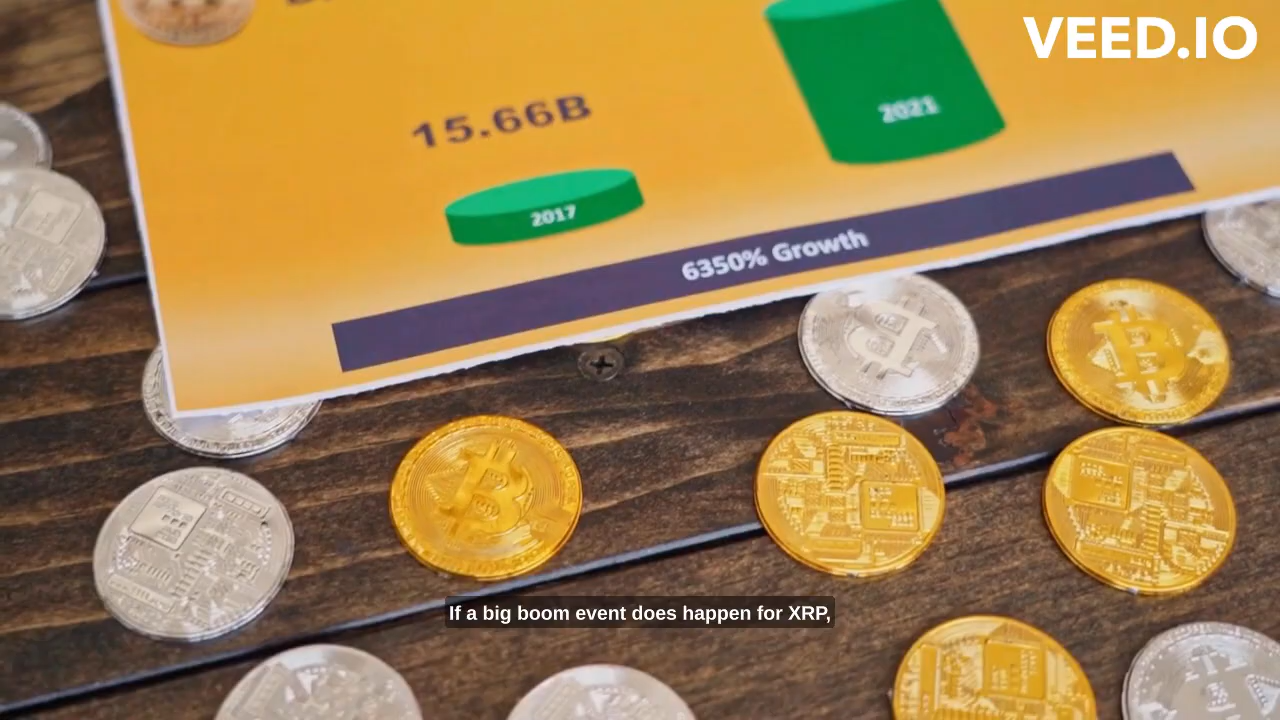 VEED.IO
15.66B
2021
2017
6350% Growth
If a big boom event does happen for XRP,